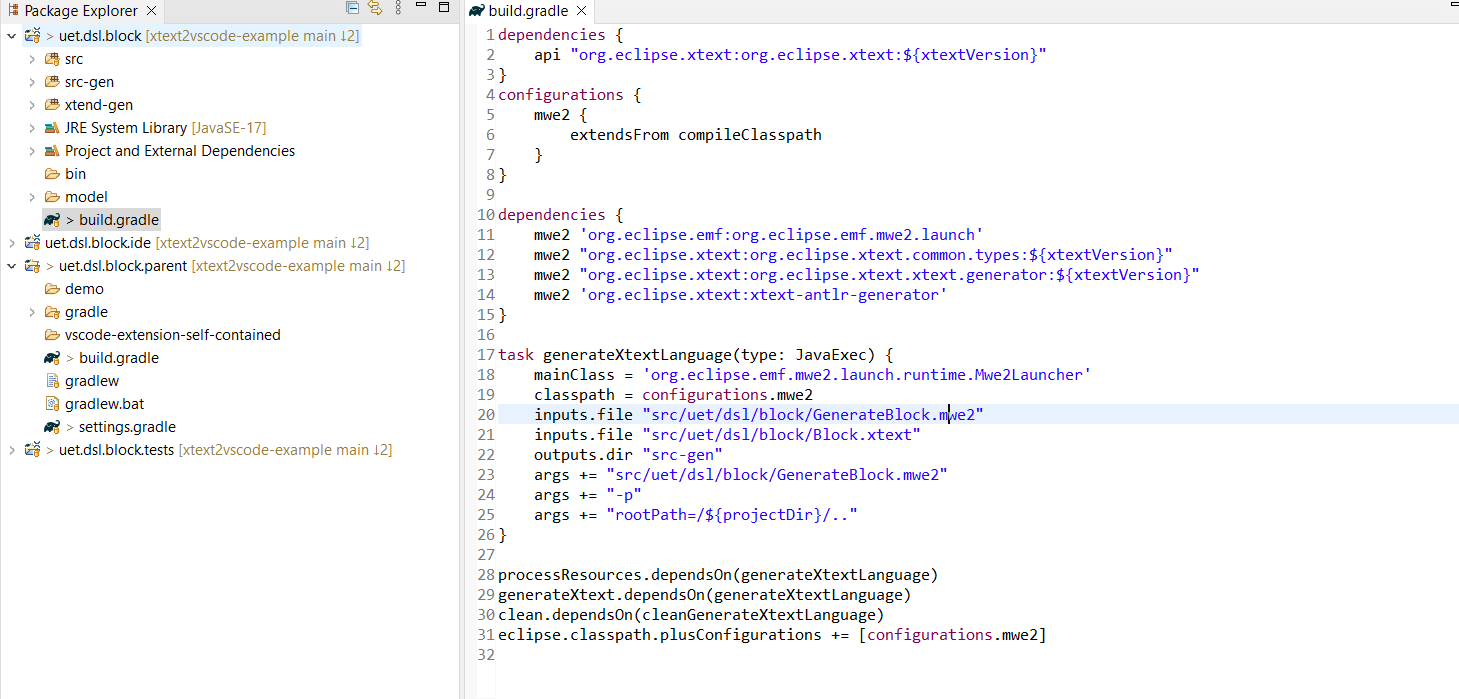 Package Explorer
> uet.dsl.block [xtext2vscode-example main ↓2]
src
src-gen
xtend-gen
JRE System Library [JavaSE-17]
Project and External Dependencies
bin
model
> build.gradle
uet.dsl.block.ide [xtext2vscode-example main ↓2]
> uet.dsl.block.parent [xtext2vscode-example main ↓2]
demo
gradle
vscode-extension-self-contained
> build.gradle
gradlew
gradlew.bat
> settings.gradle
> uet.dsl.block.tests [xtext2vscode-example main ↓2]
build.gradle
1 dependencies {
2     api "org.eclipse.xtext:org.eclipse.xtext:${xtextVersion}"
3 }
4 configurations {
5     mwe2 {
6         extendsFrom compileClasspath
7     }
8 }
9
10 dependencies {
11     mwe2 'org.eclipse.emf:org.eclipse.emf.mwe2.launch'
12     mwe2 "org.eclipse.xtext:org.eclipse.xtext.common.types:${xtextVersion}"
13     mwe2 "org.eclipse.xtext:org.eclipse.xtext.xtext.generator:${xtextVersion}"
14     mwe2 'org.eclipse.xtext:xtext-antlr-generator'
15 }
16
17 task generateXtextLanguage(type: JavaExec) {
18     mainClass = 'org.eclipse.emf.mwe2.launch.runtime.Mwe2Launcher'
19     classpath = configurations.mwe2
20     inputs.file "src/uet/dsl/block/GenerateBlock.mwe2"
21     inputs.file "src/uet/dsl/block/Block.xtext"
22     outputs.dir "src-gen"
23     args += "src/uet/dsl/block/GenerateBlock.mwe2"
24     args += "-p"
25     args += "rootPath=/${projectDir}/.."
26 }
27
28 processResources.dependsOn(generateXtextLanguage)
29 generateXtext.dependsOn(generateXtextLanguage)
30 clean.dependsOn(cleanGenerateXtextLanguage)
31 eclipse.classpath.plusConfigurations += [configurations.mwe2]
32